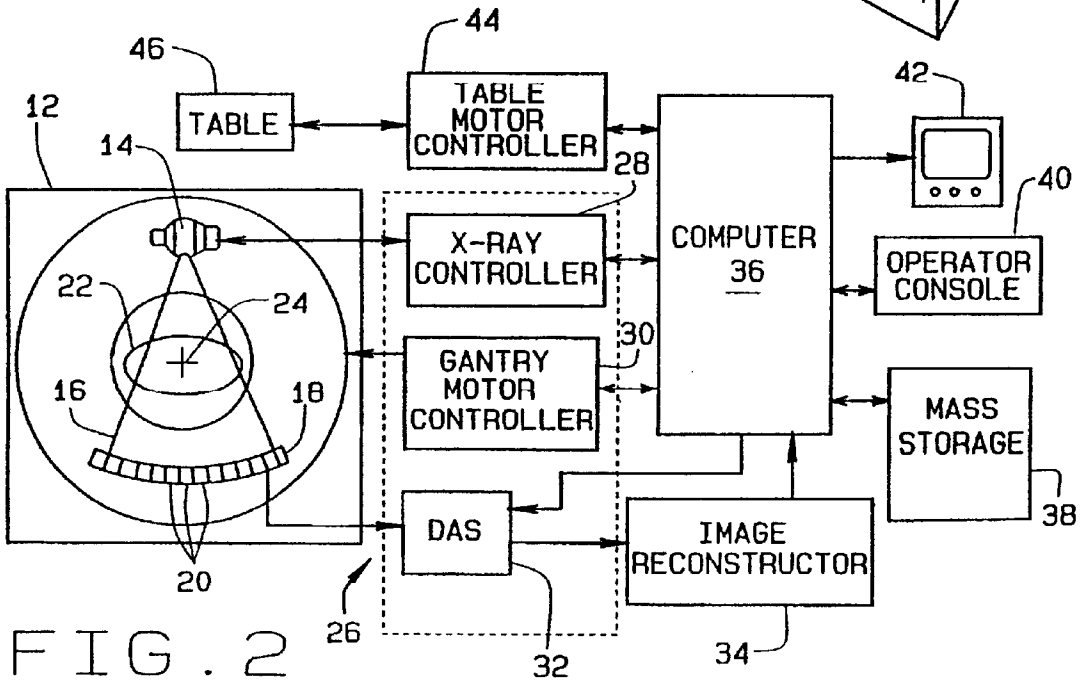 44
46
42
TABLE
MOTOR
CONTROLLER
12
TABLE
14
28
40
X-RAY
CONTROLLER
COMPUTER
36
OPERATOR
CONSOLE
22
24
30
GANTRY
MOTOR
CONTROLLER
16
18
MASS
STORAGE
DAS
IMAGE
RECONSTRUCTOR
38
20
26
32
34
FIG. 2